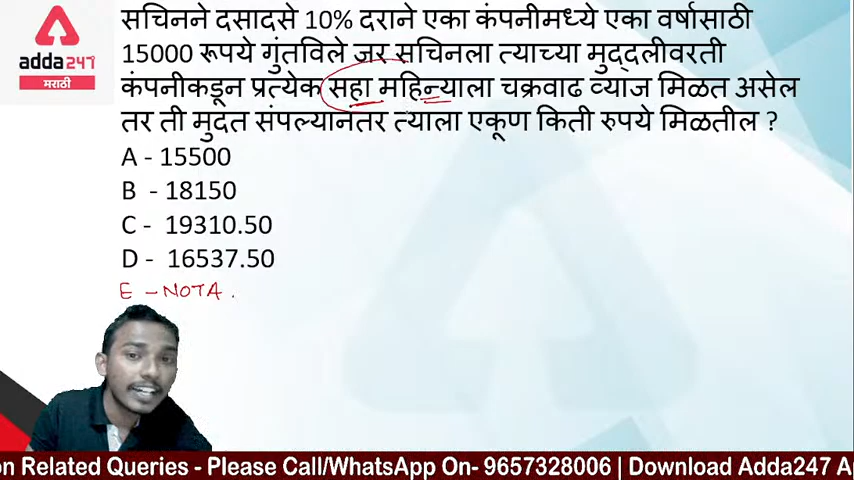 सचिनने दसादसे 10% दराने एका कंपनीमध्ये एका वर्षासाठी
15000 रूपये गुंतविले जर सचिनला त्याच्या मुद्दलीवरती
कंपनीकडून प्रत्येक सहा महिन्याला चक्रवाढ व्याज मिळत असेल
तर ती मुदत संपल्यानंतर त्याला एकूण किती रुपये मिळतील ?
A - 15500
B - 18150
C - 19310.50
D - 16537.50
E - NOTA.
adda247
मराठी
on Related Queries - Please Call/WhatsApp On- 9657328006 | Download Adda247 A